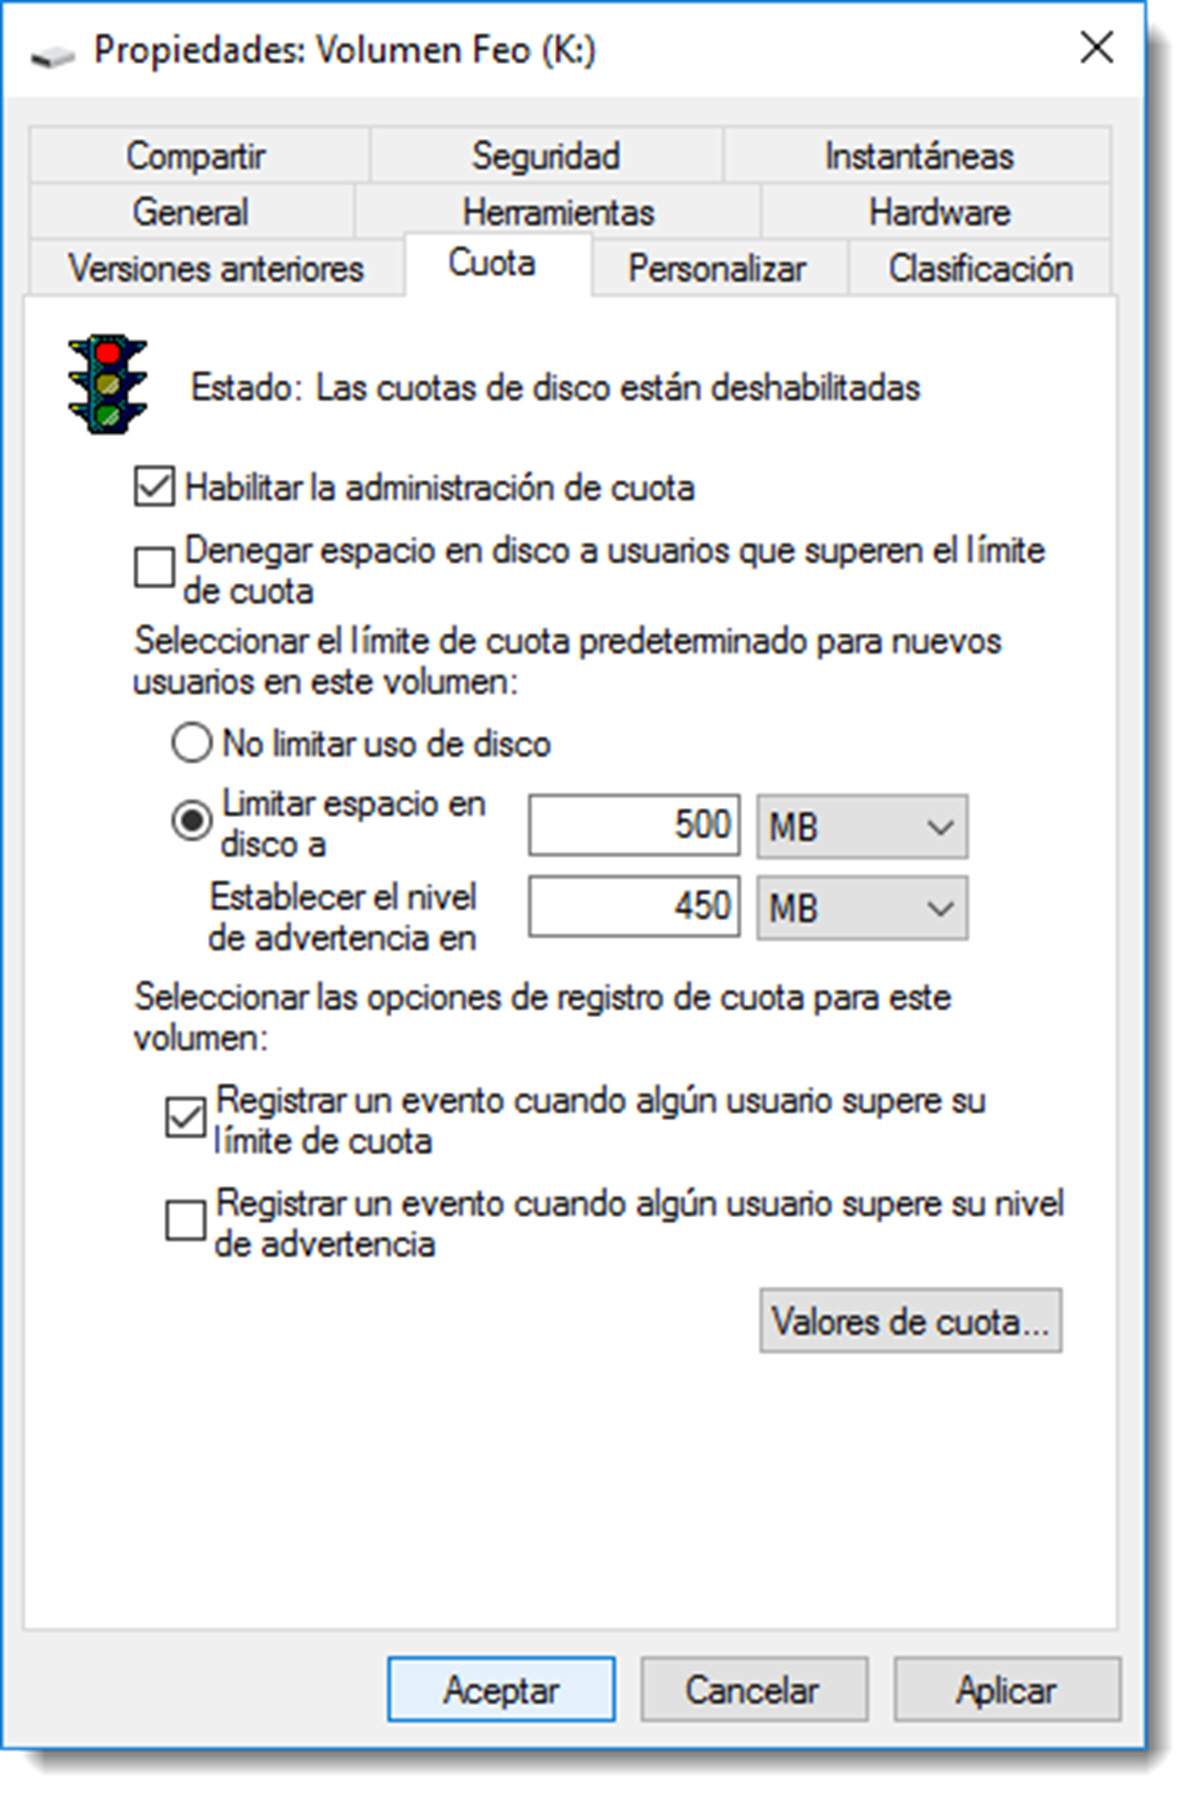 Propiedades: Volumen Feo (K:)
Compartir
Seguridad
Instantáneas
General
Herramientas
Hardware
Versiones anteriores
Cuota
Personalizar
Clasificación
Estado: Las cuotas de disco están deshabilitadas
Habilitar la administración de cuota
Denegar espacio en disco a usuarios que superen el límite
de cuota
Seleccionar el límite de cuota predeterminado para nuevos
usuarios en este volumen:
No limitar uso de disco
Limitar espacio en
disco a
500
MB
Establecer el nivel
de advertencia en
450
MB
Seleccionar las opciones de registro de cuota para este
volumen:
Registrar un evento cuando algún usuario supere su
límite de cuota
Registrar un evento cuando algún usuario supere su nivel
de advertencia
Valores de cuota...
Aceptar
Cancelar
Aplicar